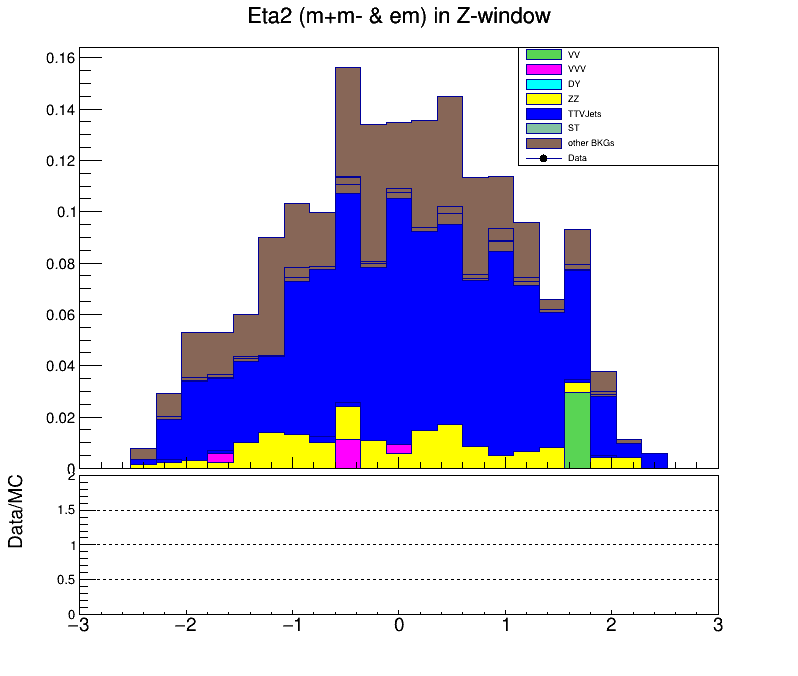 Eta2 (m+m- & em) in Z-window
0.16
0.14
0.12
0.1
0.08
0.06
0.04
0.02
0
VV
VVV
DY
ZZ
TTVJets
ST
other BKGs
Data
Data/MC
2
1.5
1
0.5
0
−3 −2 −1 0 1 2 3